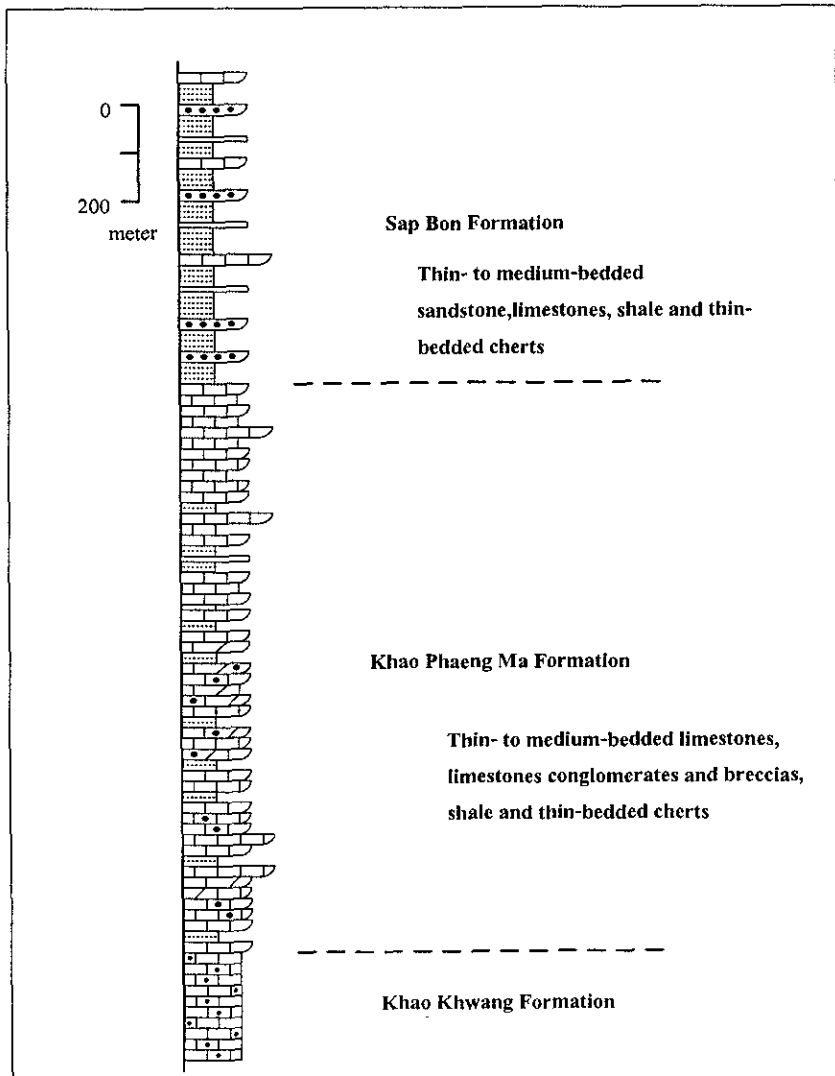 0
200
meter
Sap Bon Formation
Thin- to medium-bedded
sandstone,limestones, shale and thin-
bedded cherts
Khao Phaeng Ma Formation
Thin- to medium-bedded limestones,
limestones conglomerates and breccias,
shale and thin-bedded cherts
Khao Khwang Formation